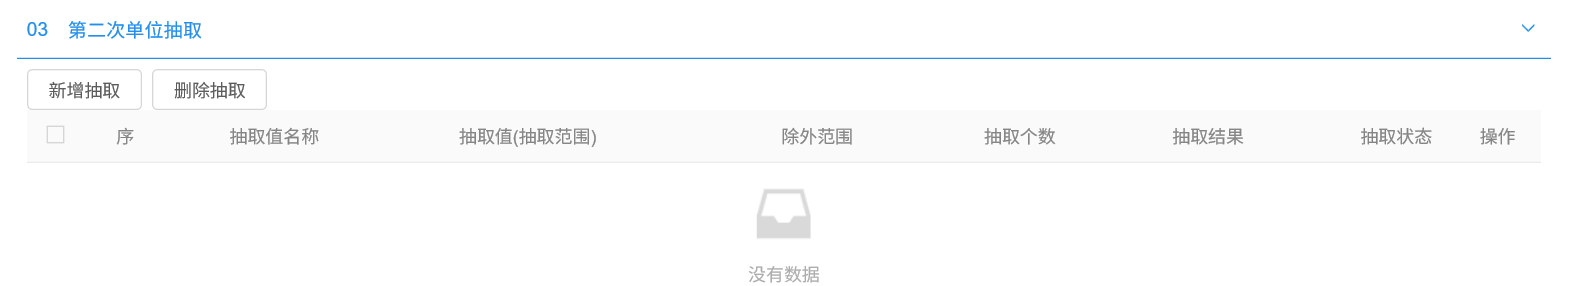 03 第二次单位抽取
新增抽取 删除抽取
序 抽取值名称 抽取值(抽取范围) 除外范围 抽取个数 抽取结果 抽取状态 操作
没有数据